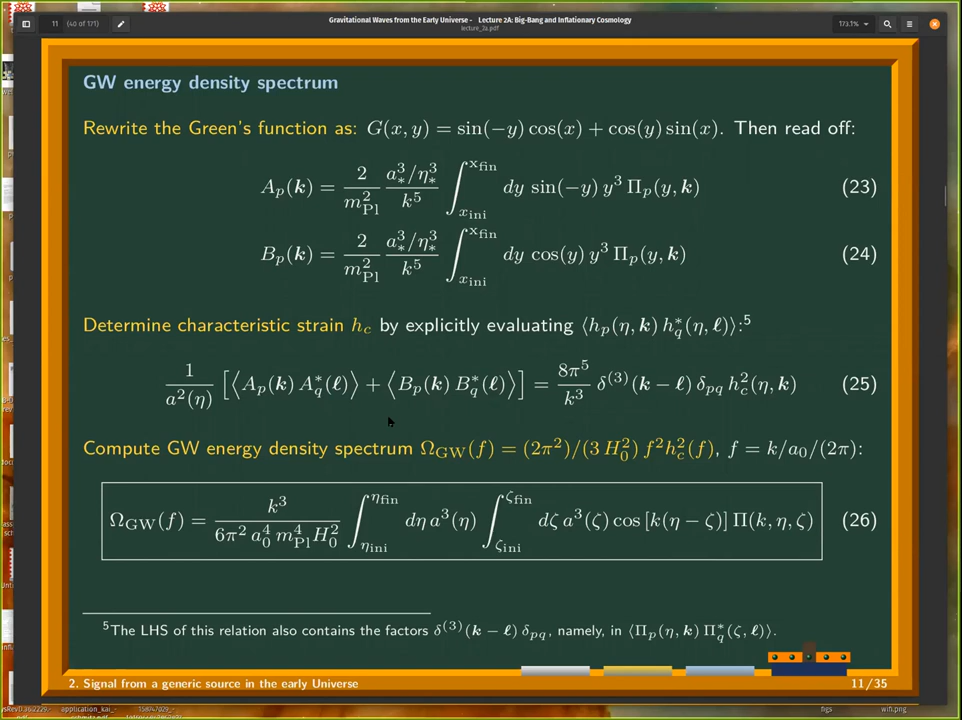 Gravitational Waves from the Early Universe - Lecture 2A: Big-Bang and Inflationary Cosmology
lecture_2a.pdf
11 (40 of 171)
173.1%
GW energy density spectrum
Rewrite the Green's function as: G(x, y) = sin(−y) cos(x) + cos(y) sin(x). Then read off:
A_p(k) = 2/m_Pl^2 a_*^3/η_*^3 / k^5 ∫_{x_ini}^{x_fin} dy sin(−y) y^3 Π_p(y, k) (23)
B_p(k) = 2/m_Pl^2 a_*^3/η_*^3 / k^5 ∫_{x_ini}^{x_fin} dy cos(y) y^3 Π_p(y, k) (24)
Determine characteristic strain h_c by explicitly evaluating ⟨h_p(η, k) h_q^*(η, ℓ)⟩:^5
1/a^2(η) [⟨A_p(k) A_q^*(ℓ)⟩ + ⟨B_p(k) B_q^*(ℓ)⟩] = 8π^5/k^3 δ^(3)(k − ℓ) δ_pq h_c^2(η, k) (25)
Compute GW energy density spectrum Ω_GW(f) = (2π^2)/(3 H_0^2) f^2 h_c^2(f), f = k/a_0/(2π):
Ω_GW(f) = k^3 / 6π^2 a_0^4 m_Pl^4 H_0^2 ∫_{η_ini}^{η_fin} dη a^3(η) ∫_{ζ_ini}^{ζ_fin} dζ a^3(ζ) cos [k(η − ζ)] Π(k, η, ζ) (26)
^5The LHS of this relation also contains the factors δ^(3)(k − ℓ) δ_pq, namely, in ⟨Π_p(η, k) Π_q^*(ζ, ℓ)⟩.
2. Signal from a generic source in the early Universe
11/35
figs
wifi.png